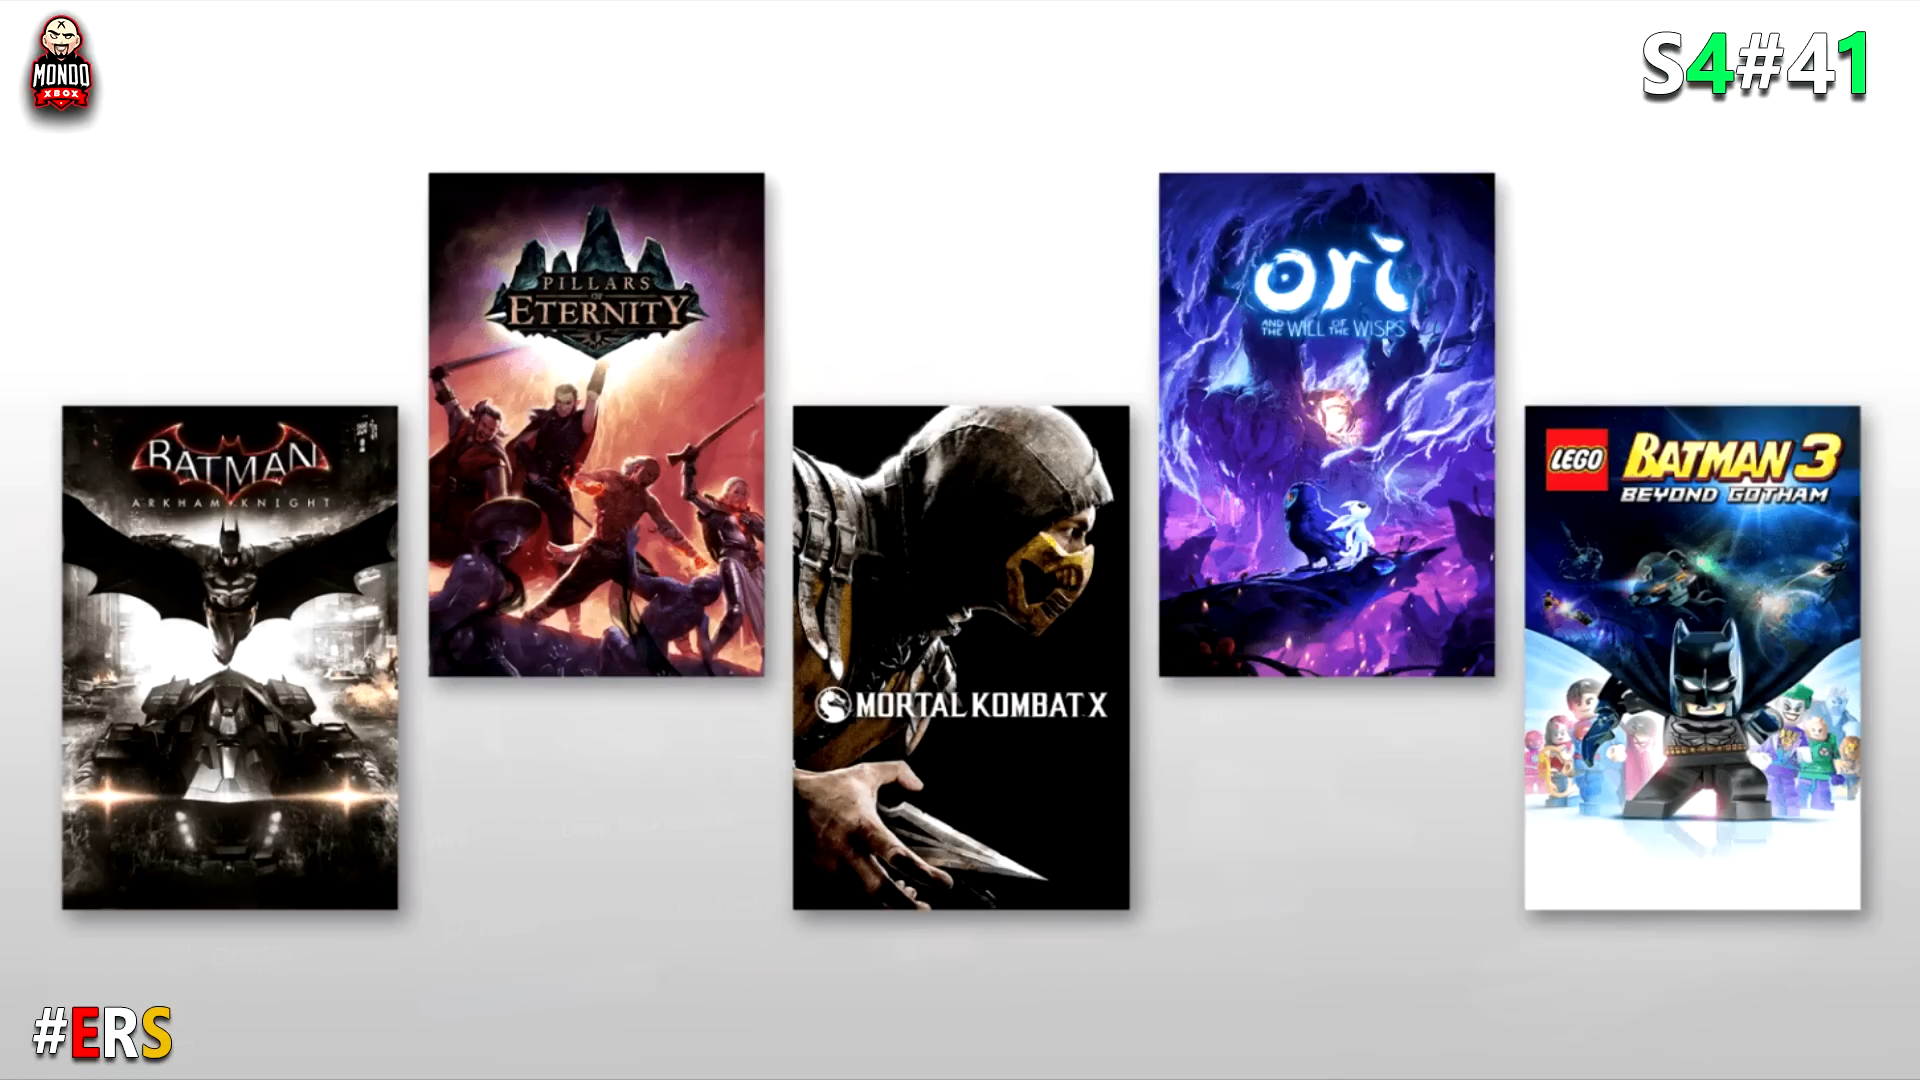 MONDO
XBOX
S4#41
BATMAN
ARKHAM KNIGHT
PILLARS
OF
ETERNITY
MORTAL KOMBAT X
ori
AND THE WILL OF THE WISPS
LEGO
BATMAN 3
BEYOND GOTHAM
#ERS